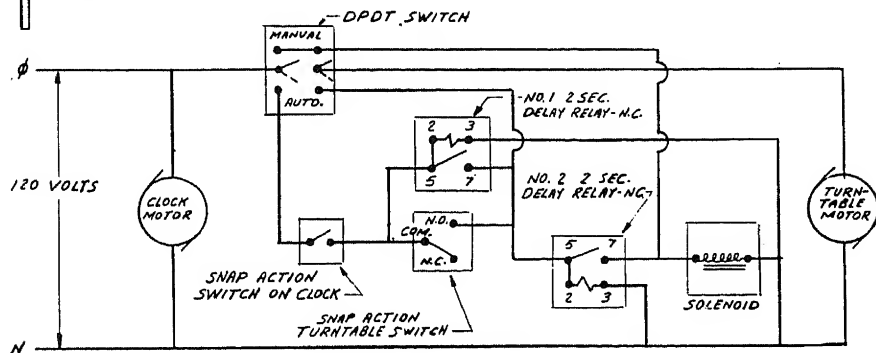 DPDT SWITCH
MANUAL
φ
AUTO.
NO.1 2 SEC.
DELAY RELAY-N.C.
2 3
5 7
120 VOLTS
CLOCK
MOTOR
NO. 2 2 SEC.
DELAY RELAY-N.C.
TURN-
TABLE
MOTOR
N.O.
COM.
N.C.
5 7
2 3
SNAP ACTION
SWITCH ON CLOCK
SNAP ACTION
TURNTABLE SWITCH
SOLENOID
N